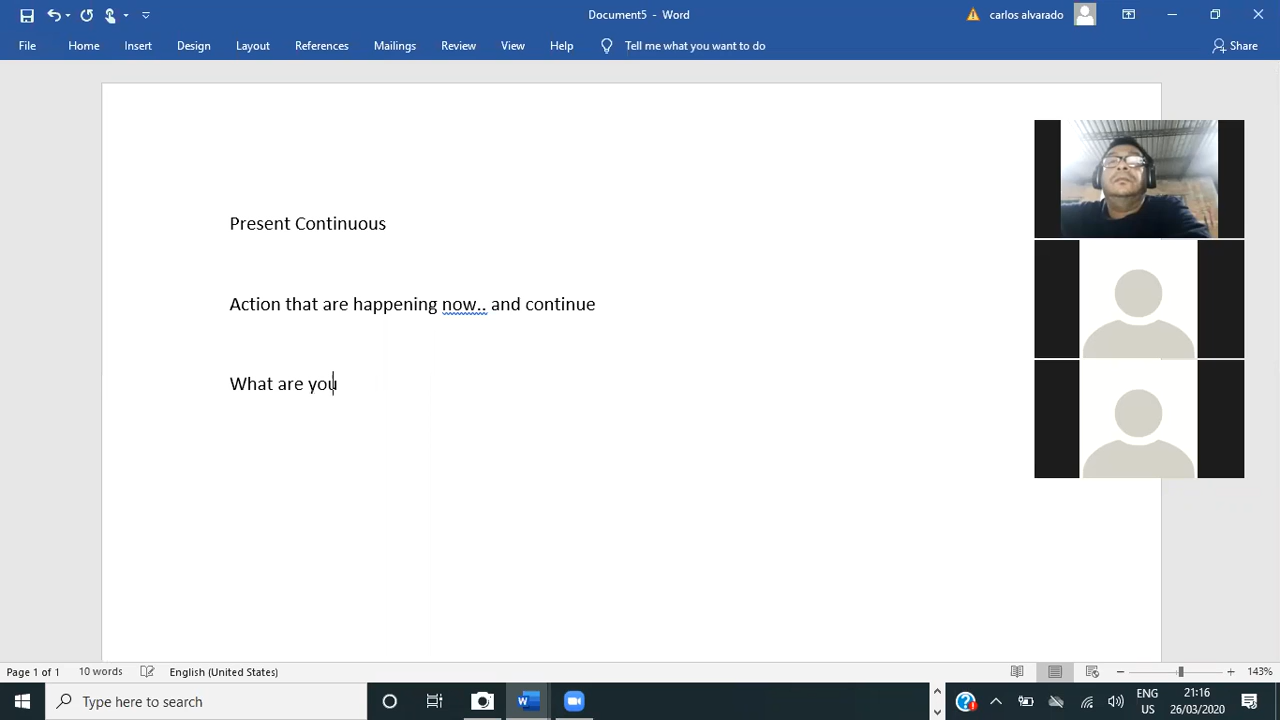 Document5 - Word
carlos alvarado
File Home Insert Design Layout References Mailings Review View Help Tell me what you want to do Share
Present Continuous
Action that are happening now.. and continue
What are you
Page 1 of 1 10 words English (United States) 143%
Type here to search
ENG
US
21:16
26/03/2020